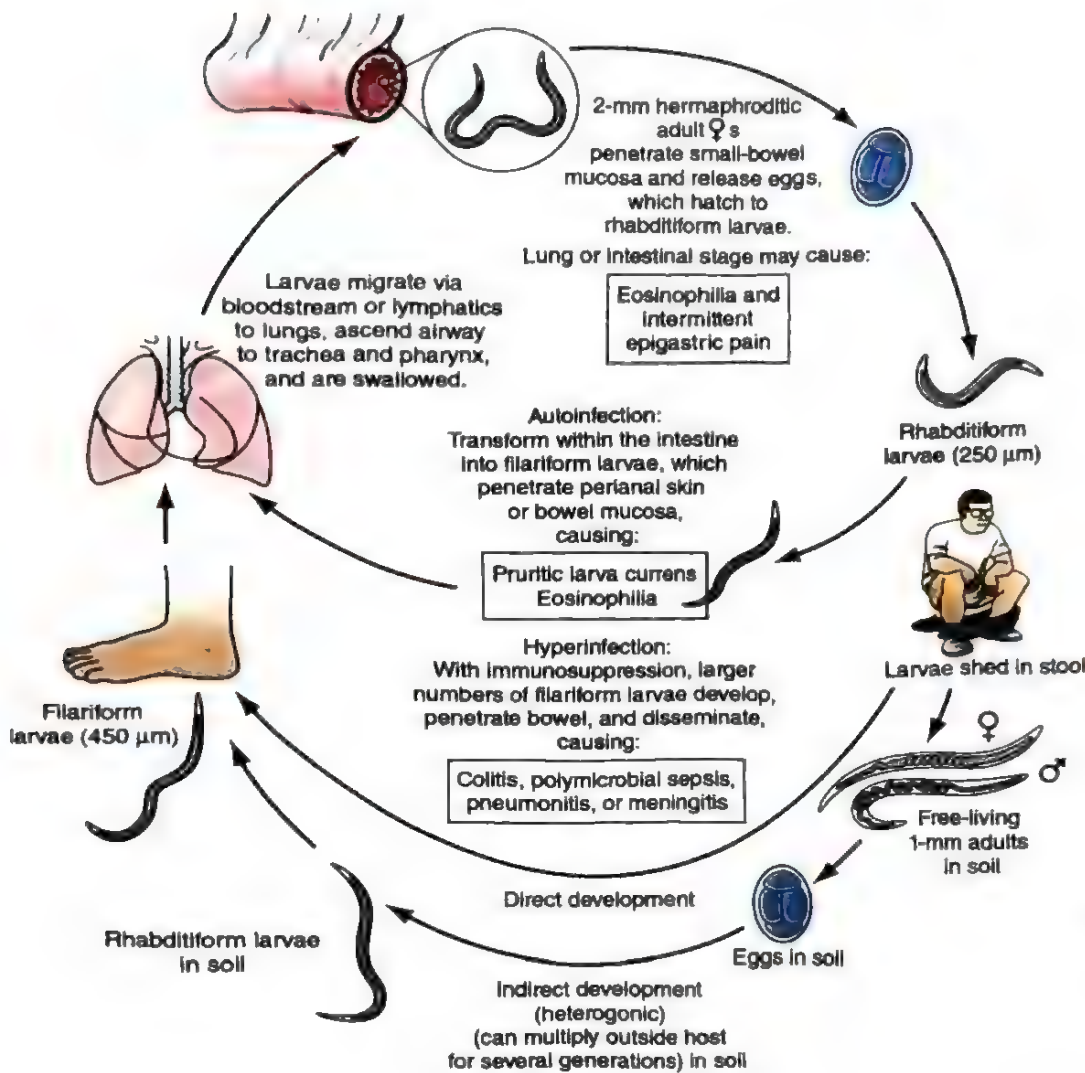 2-mm hermaphroditic
adult ♀s
penetrate small-bowel
mucosa and release eggs,
which hatch to
rhabditiform larvae.
Lung or intestinal stage may cause:
Eosinophilia and
intermittent
epigastric pain
Larvae migrate via
bloodstream or lymphatics
to lungs, ascend airway
to trachea and pharynx,
and are swallowed.
Rhabditiform
larvae (250 µm)
Autoinfection:
Transform within the intestine
into filariform larvae, which
penetrate perianal skin
or bowel mucosa,
causing:
Pruritic larva currens
Eosinophilia
Larvae shed in stool
Hyperinfection:
With immunosuppression, larger
numbers of filariform larvae develop,
penetrate bowel, and disseminate,
causing:
Colitis, polymicrobial sepsis,
pneumonitis, or meningitis
Filariform
larvae (450 µm)
♀
♂
Free-living
1-mm adults
in soil
Direct development
Eggs in soil
Rhabditiform larvae
in soil
Indirect development
(heterogonic)
(can multiply outside host
for several generations) in soil